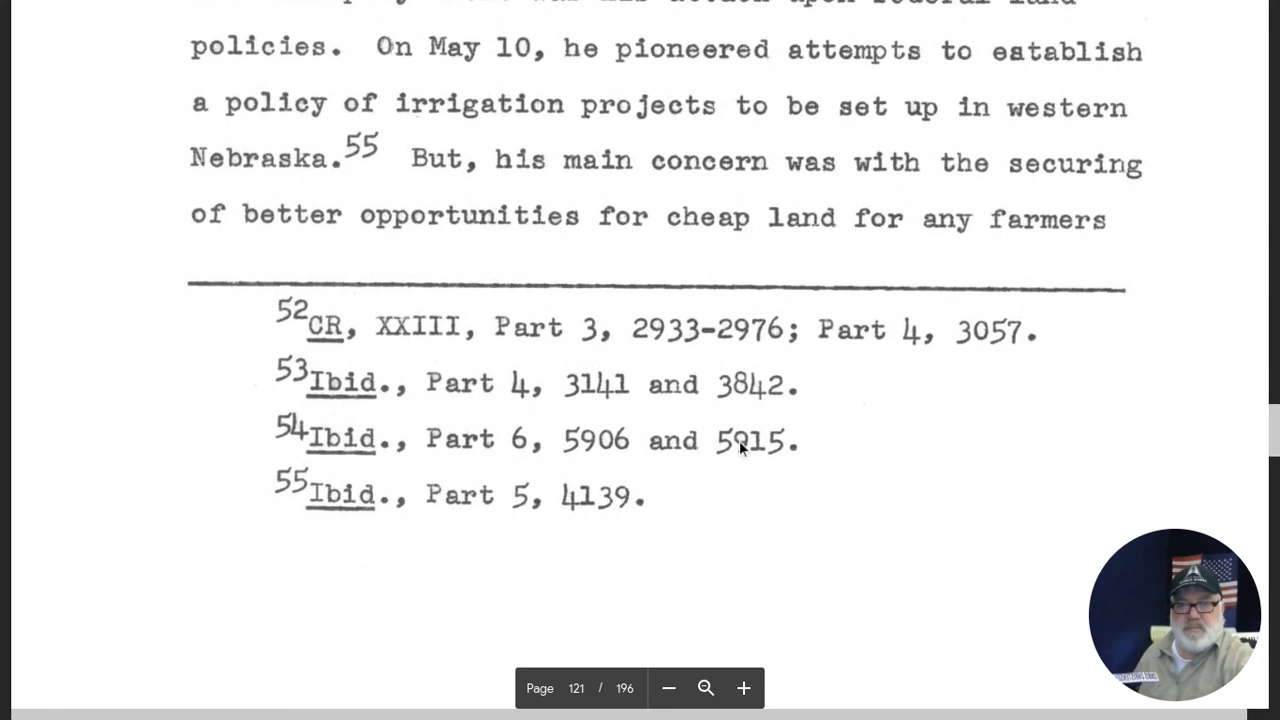 policies. On May 10, he pioneered attempts to eatablish
a policy of irrigation projects to be set up in western
Nebraska.55 But, his main concern was with the securing
of better opportunities for cheap land for any farmers
52CR, XXIII, Part 3, 2933-2976; Part 4, 3057.
53Ibid., Part 4, 3141 and 3842.
54Ibid., Part 6, 5906 and 5915.
55Ibid., Part 5, 4139.
Page 121 / 196